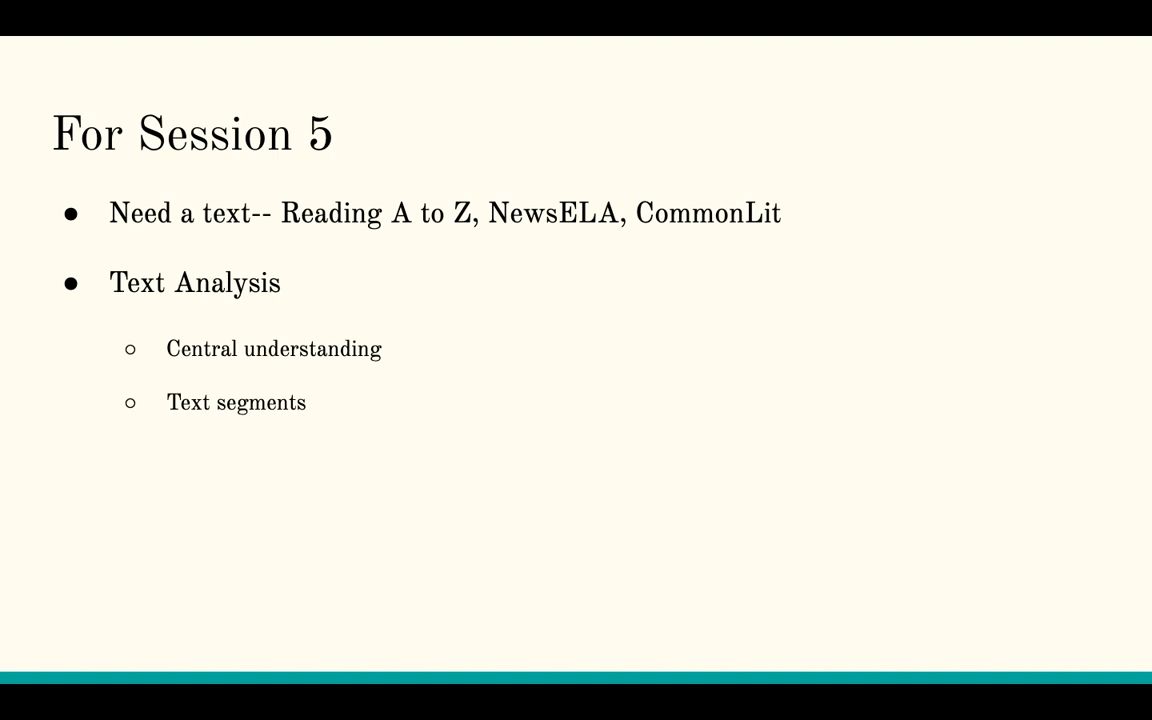 For Session 5
● Need a text-- Reading A to Z, NewsELA, CommonLit
● Text Analysis
○ Central understanding
○ Text segments